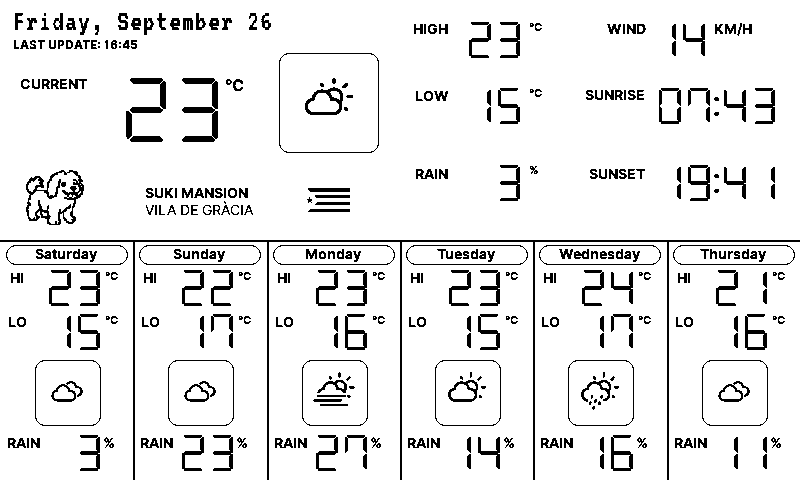 Friday, September 26
LAST UPDATE: 16:45
CURRENT 23 °C
HIGH 23 °C
WIND 14 KM/H
LOW 15 °C
SUNRISE 07:43
RAIN 3 %
SUNSET 19:41
SUKI MANSION
VILA DE GRÀCIA
Saturday
HI 23 °C
LO 15 °C
RAIN 3 %
Sunday
HI 22 °C
LO 17 °C
RAIN 23 %
Monday
HI 23 °C
LO 16 °C
RAIN 27 %
Tuesday
HI 23 °C
LO 15 °C
RAIN 14 %
Wednesday
HI 24 °C
LO 17 °C
RAIN 16 %
Thursday
HI 21 °C
LO 16 °C
RAIN 11 %